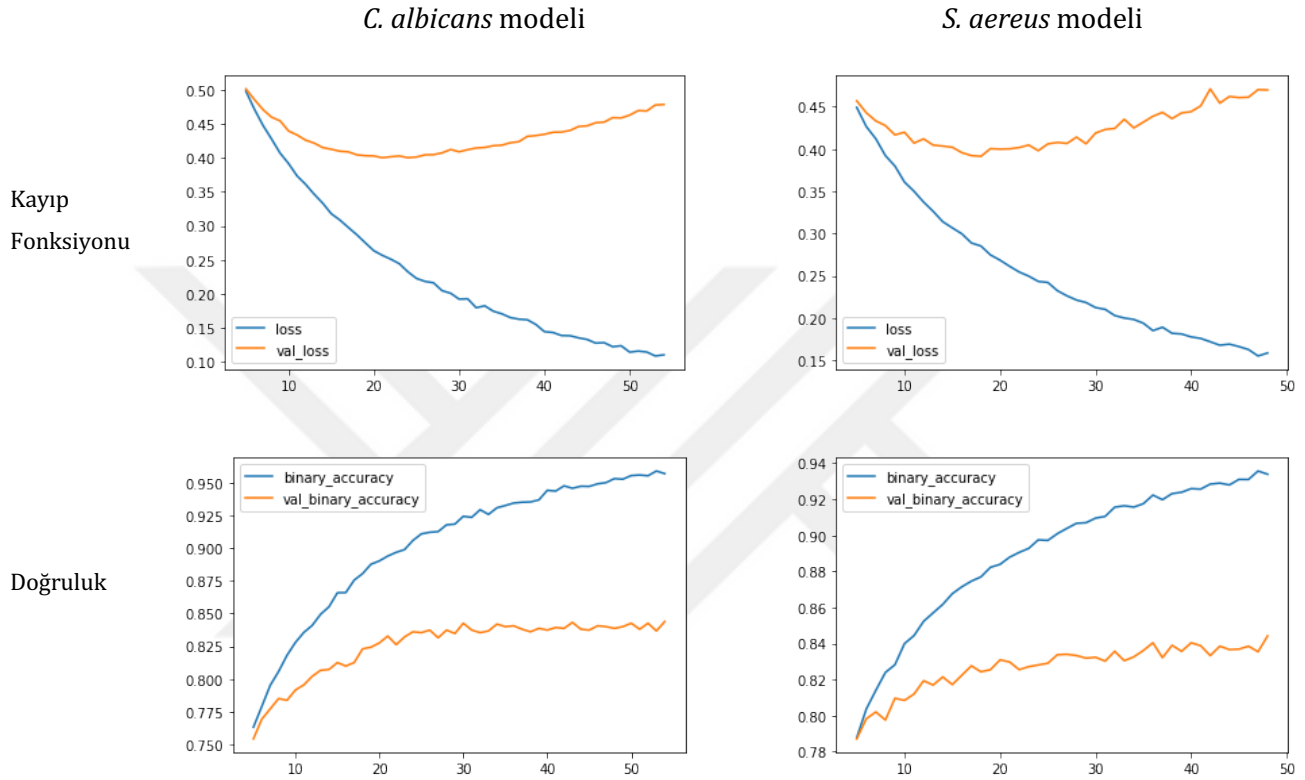 C. albicans modeli
S. aereus modeli
Kayıp
Fonksiyonu
0.50
0.45
0.40
0.35
0.30
0.25
0.20
0.15
0.10
loss
val_loss
10 20 30 40 50
0.45
0.40
0.35
0.30
0.25
0.20
0.15
loss
val_loss
10 20 30 40 50
Doğruluk
0.950
0.925
0.900
0.875
0.850
0.825
0.800
0.775
0.750
binary_accuracy
val_binary_accuracy
10 20 30 40 50
0.94
0.92
0.90
0.88
0.86
0.84
0.82
0.80
0.78
binary_accuracy
val_binary_accuracy
10 20 30 40 50